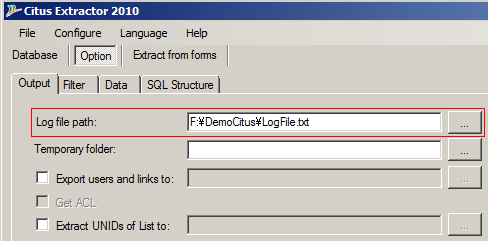 Citus Extractor 2010
File Configure Language Help
Database Option Extract from forms
Output Filter Data SQL Structure
Log file path: F:¥DemoCitus¥LogFile.txt ...
Temporary folder: ...
Export users and links to: ...
Get ACL
Extract UNIDs of List to: ...